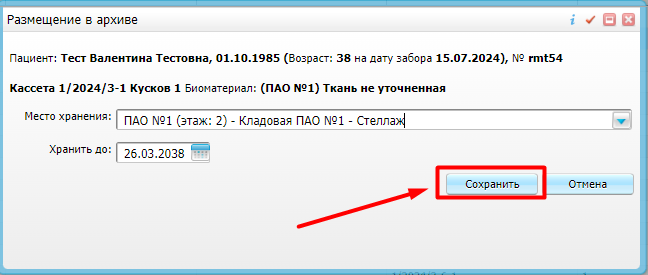 Размещение в архиве
Пациент: Тест Валентина Тестовна, 01.10.1985 (Возраст: 38 на дату забора 15.07.2024), № rmt54
Кассета 1/2024/3-1 Кусков 1 Биоматериал: (ПАО №1) Ткань не уточненная
Место хранения: ПАО №1 (этаж: 2) - Кладовая ПАО №1 - Стеллаж
Хранить до: 26.03.2038
Сохранить Отмена